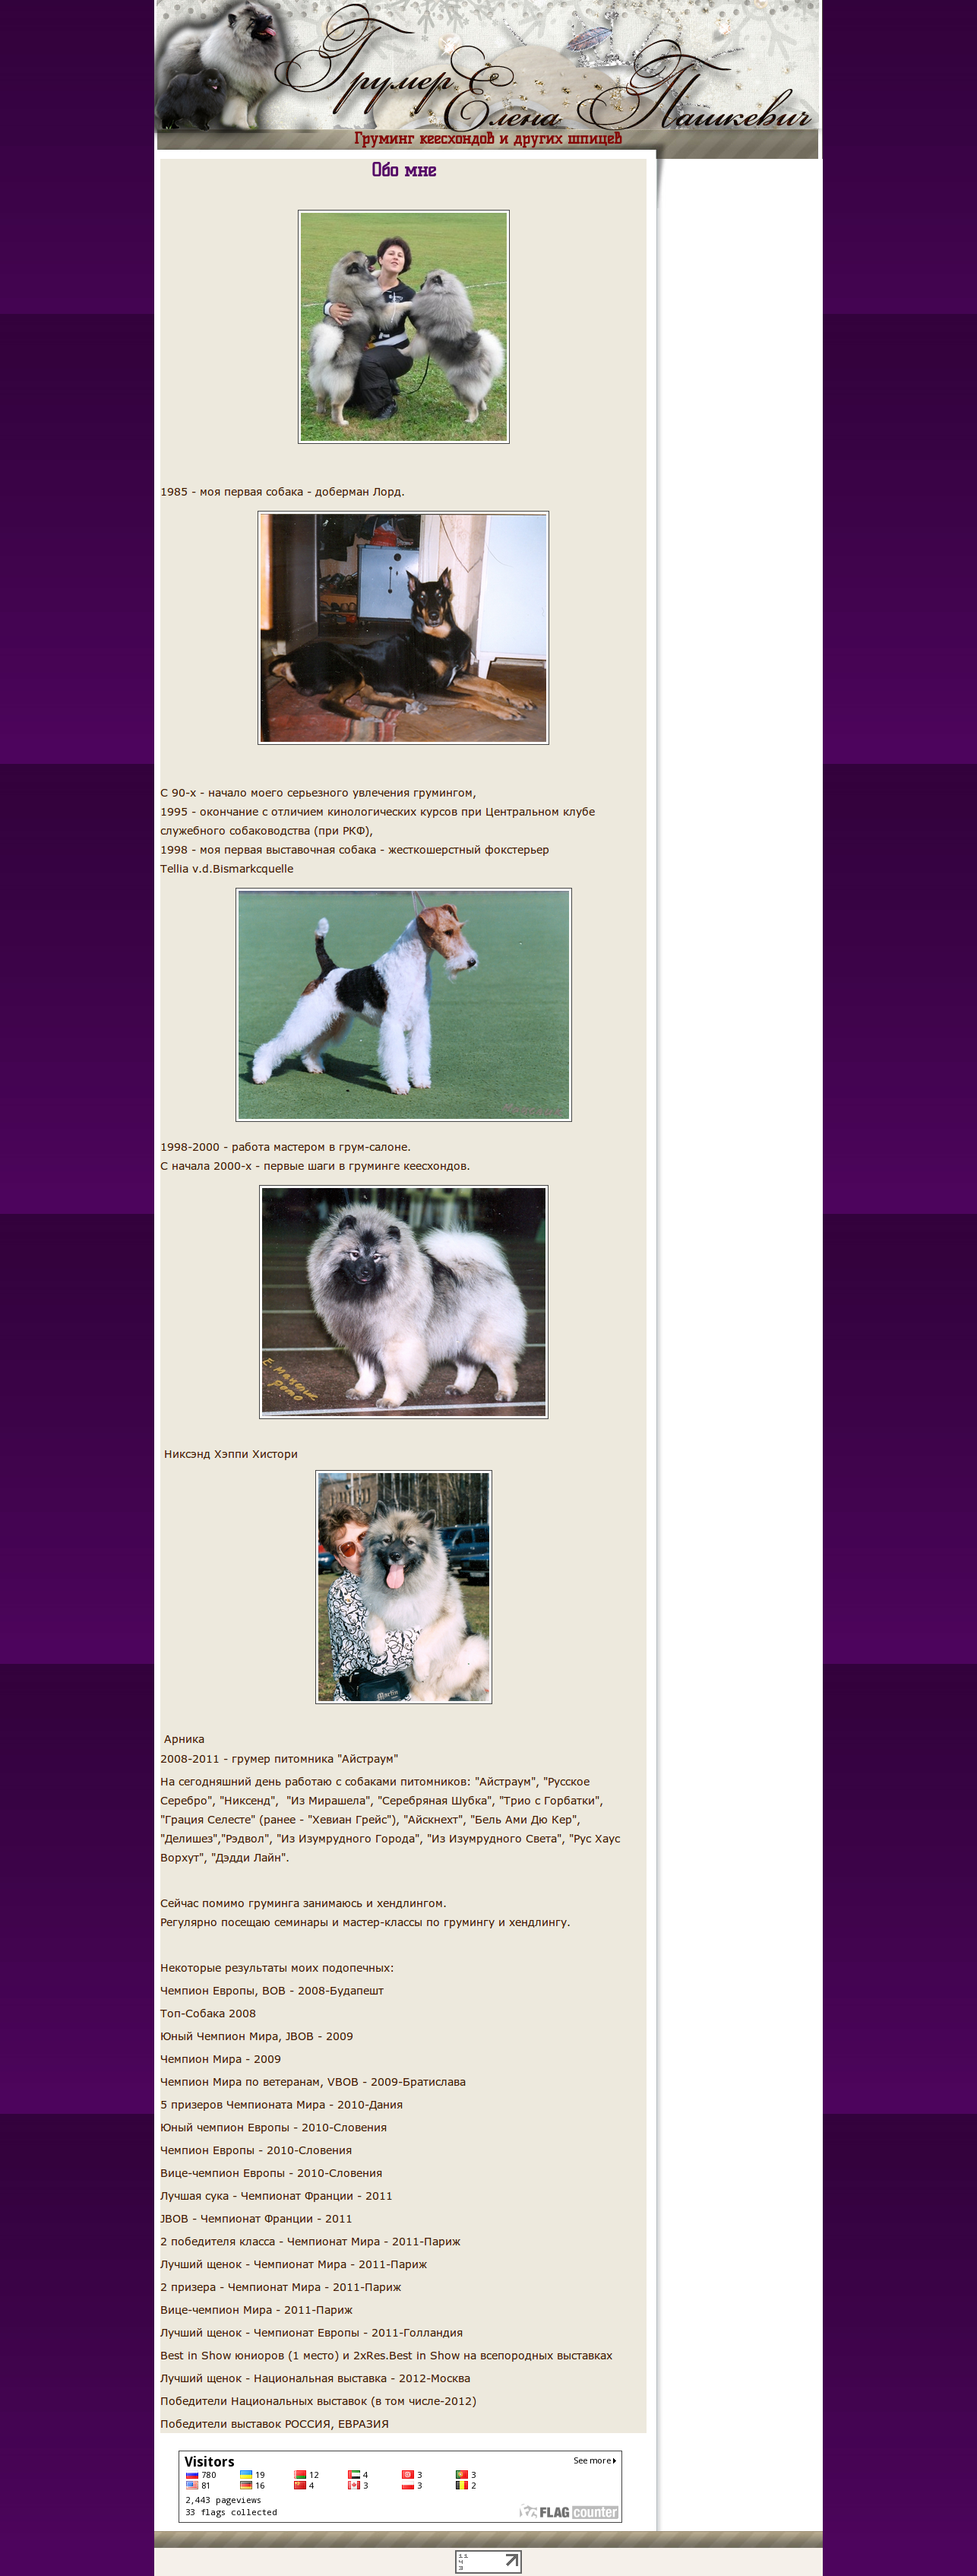 Грумер Елена Пашкевич
Груминг кеесхондов и других шпицев
Обо мне
1985 - моя первая собака - доберман Лорд.
С 90-х - начало моего серьезного увлечения грумингом,
1995 - окончание с отличием кинологических курсов при Центральном клубе
служебного собаководства (при РКФ),
1998 - моя первая выставочная собака - жесткошерстный фокстерьер
Tellia v.d.Bismarkcquelle
1998-2000 - работа мастером в грум-салоне.
С начала 2000-х - первые шаги в груминге кеесхондов.
Никсэнд Хэппи Хистори
Арника
2008-2011 - грумер питомника "Айстраум"
На сегодняшний день работаю с собаками питомников: "Айстраум", "Русское
Серебро", "Никсенд",  "Из Мирашела", "Серебряная Шубка", "Трио с Горбатки",
"Грация Селесте" (ранее - "Хевиан Грейс"), "Айскнехт", "Бель Ами Дю Кер",
"Делишез","Рэдвол", "Из Изумрудного Города", "Из Изумрудного Света", "Рус Хаус
Ворхут", "Дэдди Лайн".
Сейчас помимо груминга занимаюсь и хендлингом.
Регулярно посещаю семинары и мастер-классы по грумингу и хендлингу.
Некоторые результаты моих подопечных:
Чемпион Европы, ВОВ - 2008-Будапешт
Топ-Собака 2008
Юный Чемпион Мира, JBOB - 2009
Чемпион Мира - 2009
Чемпион Мира по ветеранам, VBOB - 2009-Братислава
5 призеров Чемпионата Мира - 2010-Дания
Юный чемпион Европы - 2010-Словения
Чемпион Европы - 2010-Словения
Вице-чемпион Европы - 2010-Словения
Лучшая сука - Чемпионат Франции - 2011
JBOB - Чемпионат Франции - 2011
2 победителя класса - Чемпионат Мира - 2011-Париж
Лучший щенок - Чемпионат Мира - 2011-Париж
2 призера - Чемпионат Мира - 2011-Париж
Вице-чемпион Мира - 2011-Париж
Лучший щенок - Чемпионат Европы - 2011-Голландия
Best in Show юниоров (1 место) и 2xRes.Best in Show на всепородных выставках
Лучший щенок - Национальная выставка - 2012-Москва
Победители Национальных выставок (в том числе-2012)
Победители выставок РОССИЯ, ЕВРАЗИЯ
Visitors See more
780 19 12 4 3 3
81 16 4 3 3 2
2,443 pageviews
33 flags collected
FLAG counter